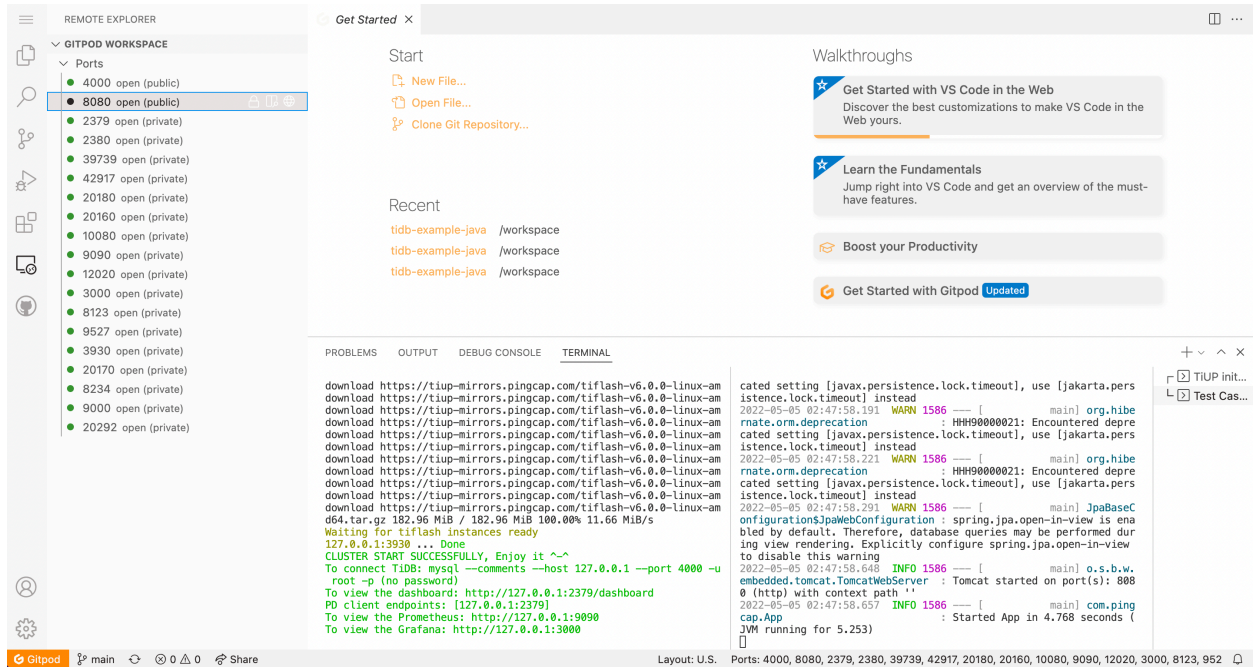 REMOTE EXPLORER
GITPOD WORKSPACE
Ports
4000 open (public)
8080 open (public)
2379 open (private)
2380 open (private)
39739 open (private)
42917 open (private)
20180 open (private)
20160 open (private)
10080 open (private)
9090 open (private)
12020 open (private)
3000 open (private)
8123 open (private)
9527 open (private)
3930 open (private)
20170 open (private)
8234 open (private)
9000 open (private)
20292 open (private)
Get Started
Start
New File...
Open File...
Clone Git Repository...
Recent
tidb-example-java /workspace
tidb-example-java /workspace
tidb-example-java /workspace
Walkthroughs
Get Started with VS Code in the Web
Discover the best customizations to make VS Code in the
Web yours.
Learn the Fundamentals
Jump right into VS Code and get an overview of the must-
have features.
Boost your Productivity
Get Started with Gitpod Updated
PROBLEMS OUTPUT DEBUG CONSOLE TERMINAL
download https://tiup-mirrors.pingcap.com/tiflash-v6.0.0-linux-am
download https://tiup-mirrors.pingcap.com/tiflash-v6.0.0-linux-am
download https://tiup-mirrors.pingcap.com/tiflash-v6.0.0-linux-am
download https://tiup-mirrors.pingcap.com/tiflash-v6.0.0-linux-am
download https://tiup-mirrors.pingcap.com/tiflash-v6.0.0-linux-am
download https://tiup-mirrors.pingcap.com/tiflash-v6.0.0-linux-am
download https://tiup-mirrors.pingcap.com/tiflash-v6.0.0-linux-am
download https://tiup-mirrors.pingcap.com/tiflash-v6.0.0-linux-am
download https://tiup-mirrors.pingcap.com/tiflash-v6.0.0-linux-am
download https://tiup-mirrors.pingcap.com/tiflash-v6.0.0-linux-am
download https://tiup-mirrors.pingcap.com/tiflash-v6.0.0-linux-am
d64.tar.gz 182.96 MiB / 182.96 MiB 100.00% 11.66 MiB/s
Waiting for tiflash instances ready
127.0.0.1:3930 ... Done
CLUSTER START SUCCESSFULLY, Enjoy it ^-^
To connect TiDB: mysql --comments --host 127.0.0.1 --port 4000 -u
root -p (no password)
To view the dashboard: http://127.0.0.1:2379/dashboard
PD client endpoints: [127.0.0.1:2379]
To view the Prometheus: http://127.0.0.1:9090
To view the Grafana: http://127.0.0.1:3000
cated setting [javax.persistence.lock.timeout], use [jakarta.pers
istence.lock.timeout] instead
2022-05-05 02:47:58.191 WARN 1586 --- [ main] org.hibe
rnate.orm.deprecation : HHH90000021: Encountered depre
cated setting [javax.persistence.lock.timeout], use [jakarta.pers
istence.lock.timeout] instead
2022-05-05 02:47:58.221 WARN 1586 --- [ main] org.hibe
rnate.orm.deprecation : HHH90000021: Encountered depre
cated setting [javax.persistence.lock.timeout], use [jakarta.pers
istence.lock.timeout] instead
2022-05-05 02:47:58.291 WARN 1586 --- [ main] JpaBaseC
onfiguration$JpaWebConfiguration : spring.jpa.open-in-view is ena
bled by default. Therefore, database queries may be performed dur
ing view rendering. Explicitly configure spring.jpa.open-in-view
to disable this warning
2022-05-05 02:47:58.648 INFO 1586 --- [ main] o.s.b.w.
embedded.tomcat.TomcatWebServer : Tomcat started on port(s): 808
0 (http) with context path ''
2022-05-05 02:47:58.657 INFO 1586 --- [ main] com.ping
cap.App : Started App in 4.768 seconds (
JVM running for 5.253)
TiUP init...
Test Cas...
Gitpod main 0 0 Share Layout: U.S. Ports: 4000, 8080, 2379, 2380, 39739, 42917, 20180, 20160, 10080, 9090, 12020, 3000, 8123, 952